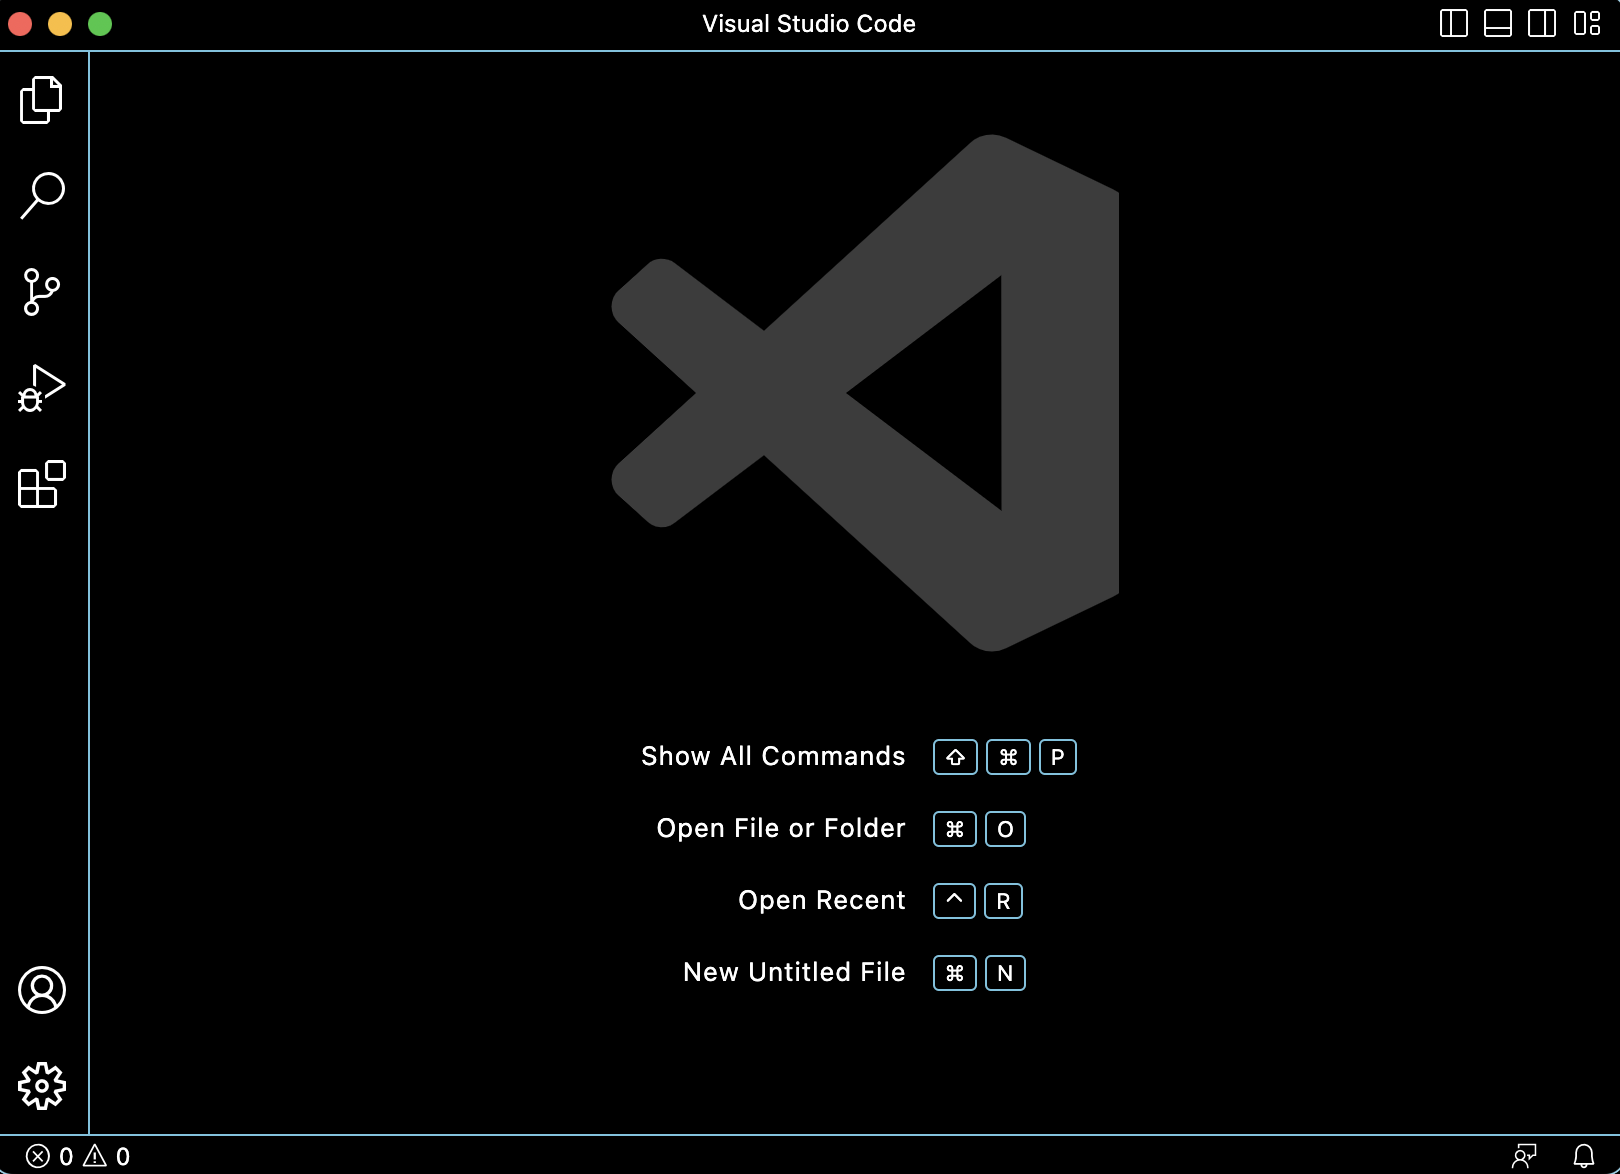 Visual Studio Code
Show All Commands ⇧ ⌘ P
Open File or Folder ⌘ O
Open Recent ^ R
New Untitled File ⌘ N
0 0